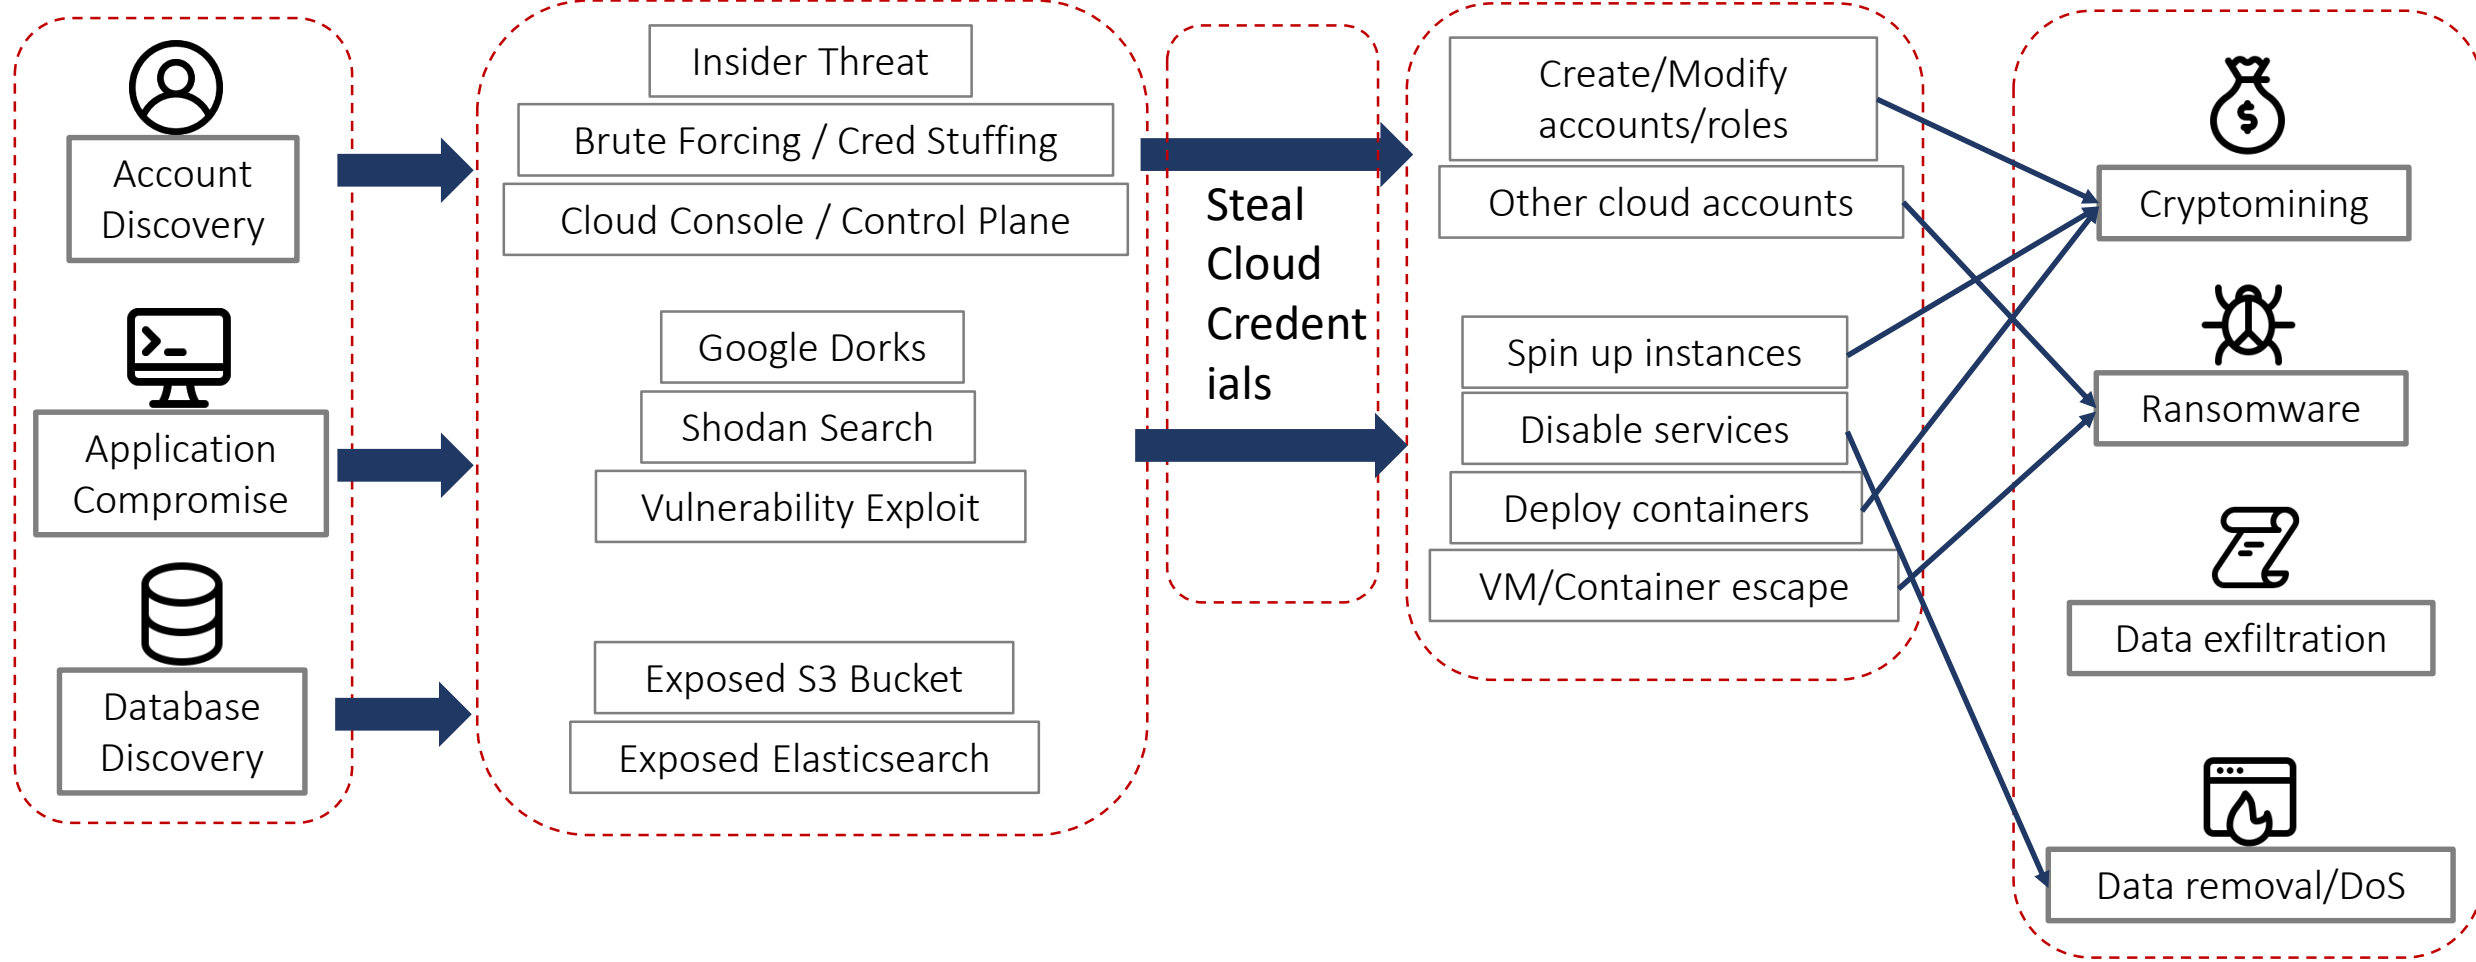 Account
Discovery
Application
Compromise
Database
Discovery
Insider Threat
Brute Forcing / Cred Stuffing
Cloud Console / Control Plane
Google Dorks
Shodan Search
Vulnerability Exploit
Exposed S3 Bucket
Exposed Elasticsearch
Steal
Cloud
Credent
ials
Create/Modify
accounts/roles
Other cloud accounts
Spin up instances
Disable services
Deploy containers
VM/Container escape
$
Cryptomining
Ransomware
Data exfiltration
Data removal/DoS